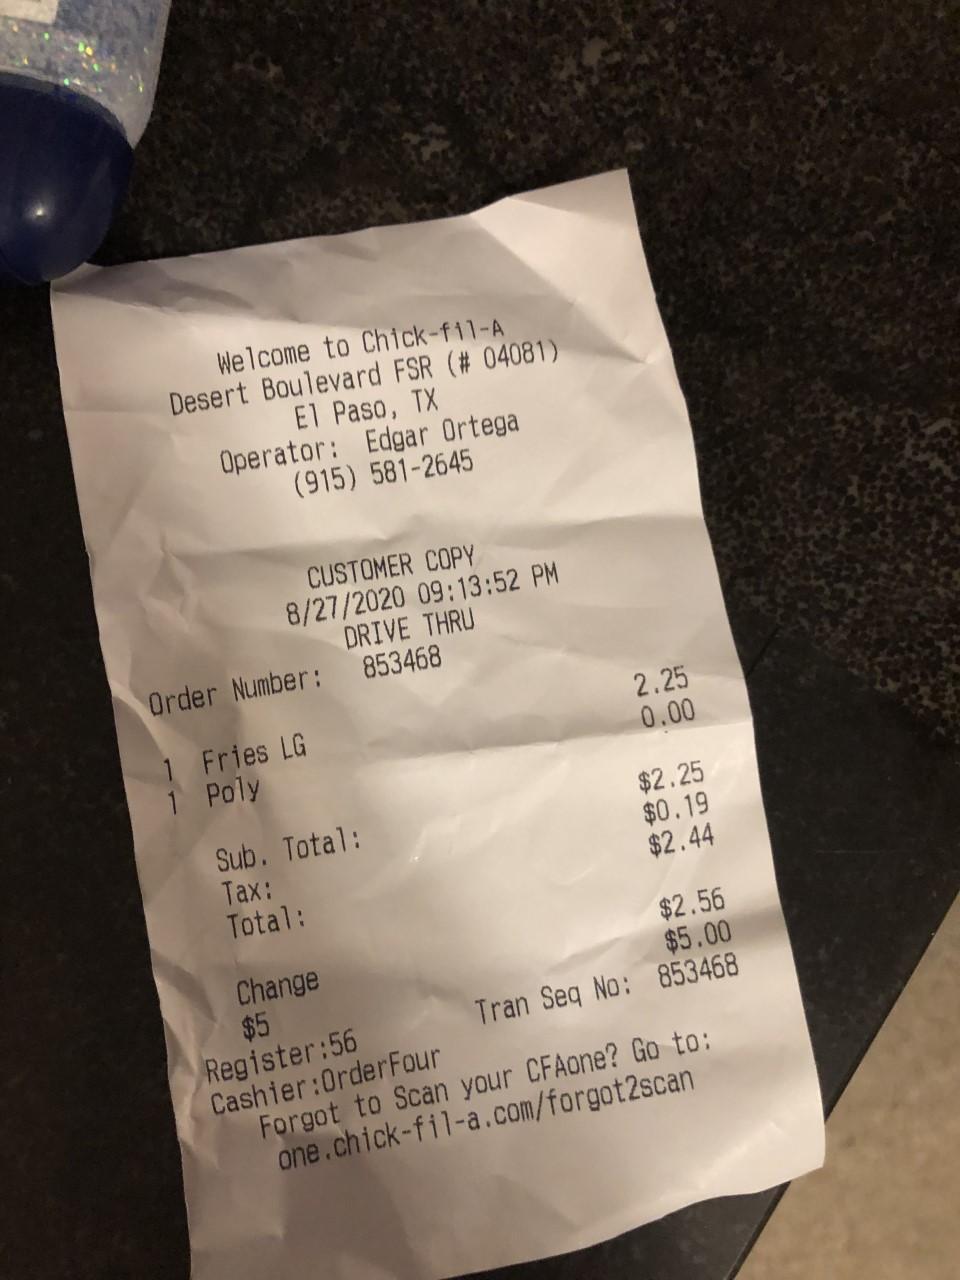 Welcome to Chick-fil-A
Desert Boulevard FSR (# 04081)
El Paso, TX
Operator: Edgar Ortega
(915) 581-2645
CUSTOMER COPY
8/27/2020 09:13:52 PM
DRIVE THRU
Order Number: 853468
1 Fries LG 2.25
1 Poly 0.00
Sub. Total: $2.25
Tax: $0.19
Total: $2.44
Change $2.56
$5 $5.00
Register:56 Tran Seq No: 853468
Cashier:OrderFour
Forgot to Scan your CFAone? Go to:
one.chick-fil-a.com/forgot2scan